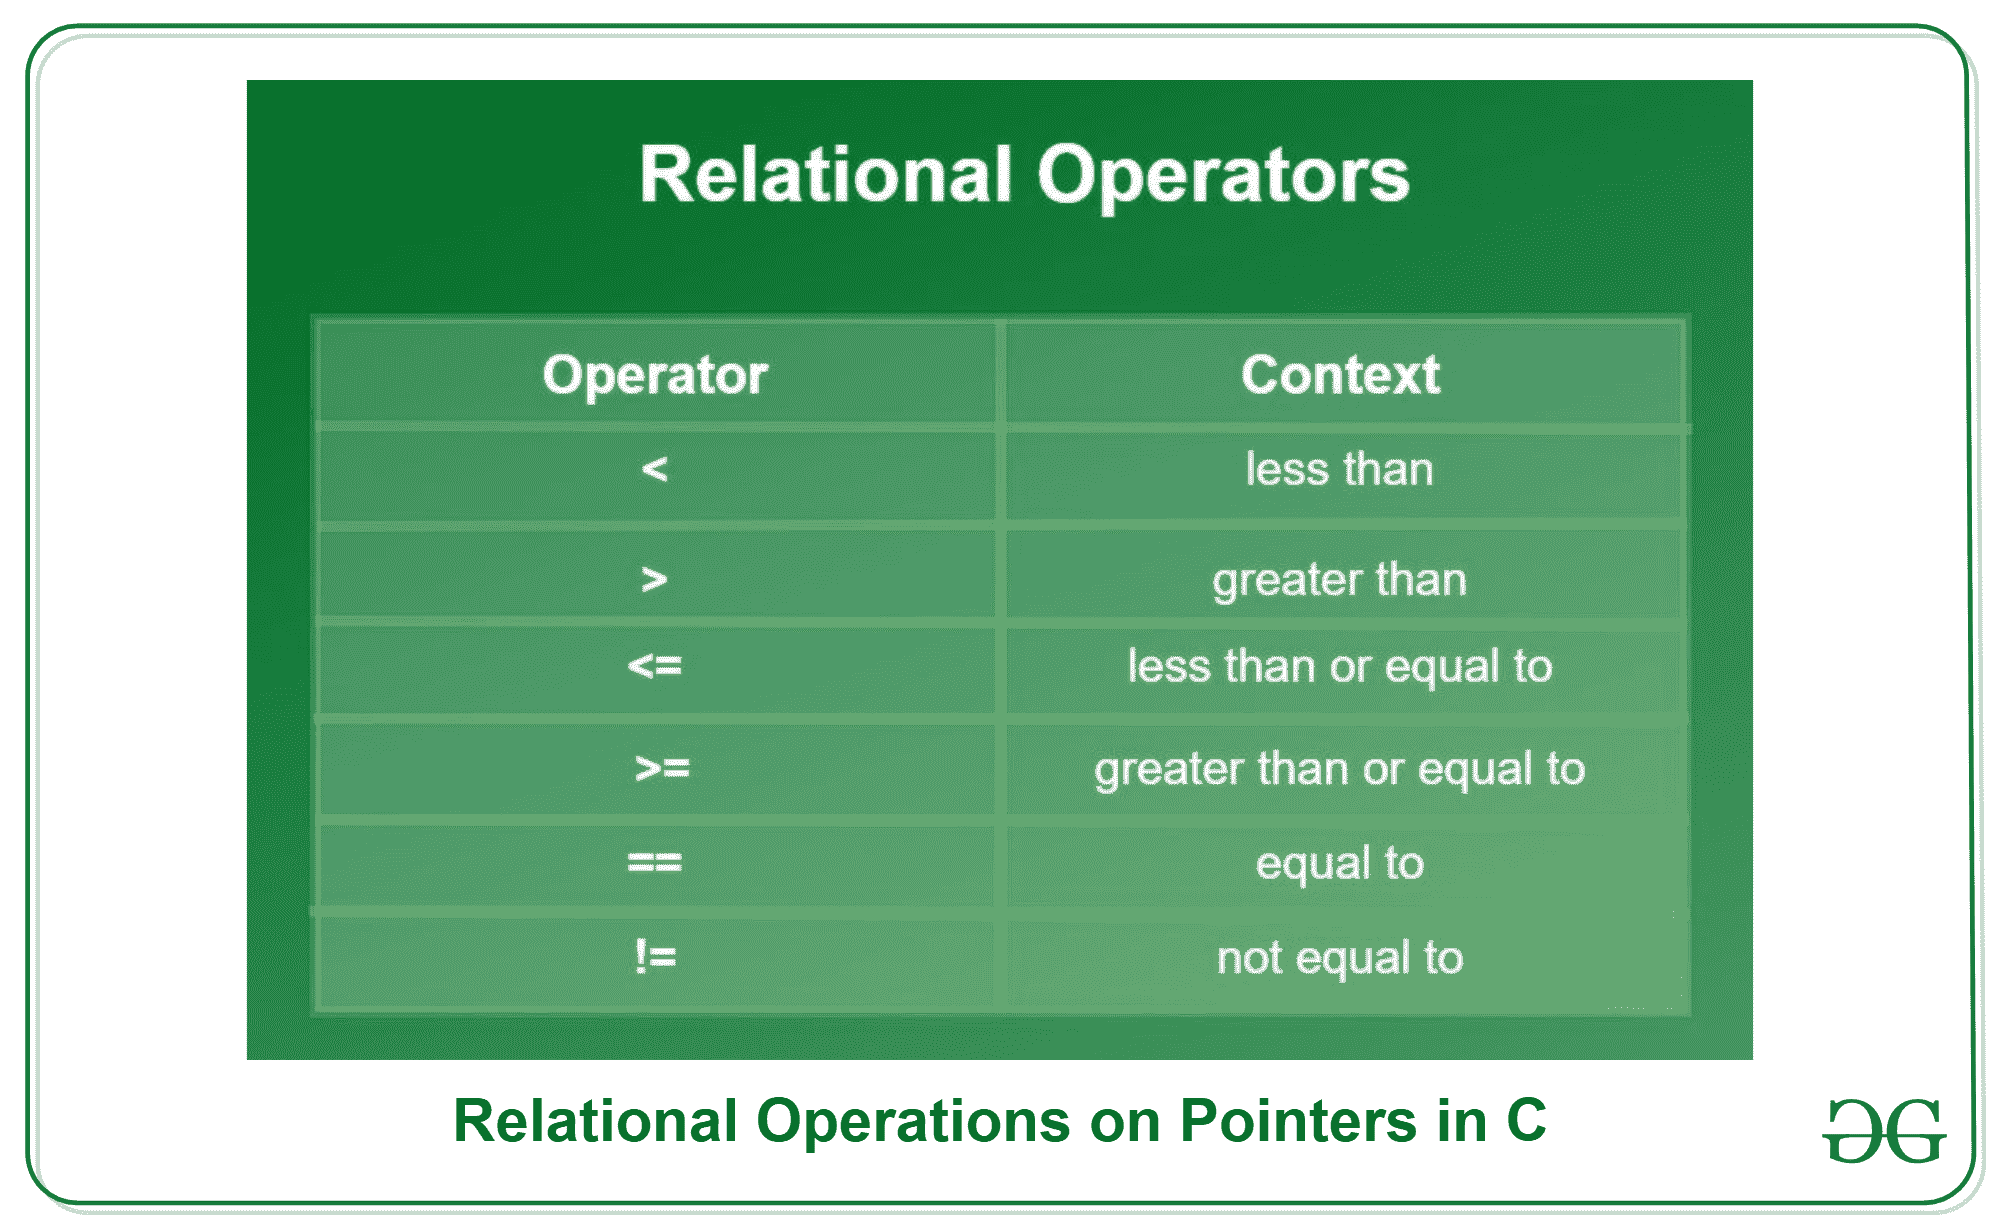 Relational Operators
Operator Context
< less than
> greater than
<= less than or equal to
>= greater than or equal to
== equal to
!= not equal to
Relational Operations on Pointers in C